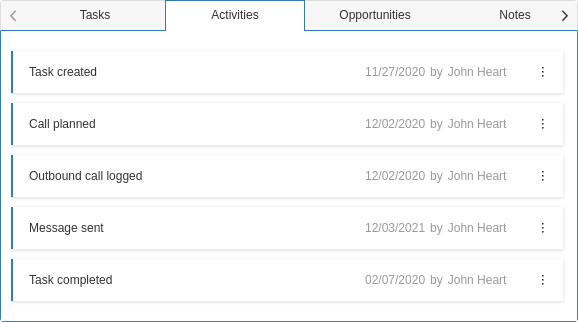 Tasks Activities Opportunities Notes
Task created 11/27/2020 by John Heart
Call planned 12/02/2020 by John Heart
Outbound call logged 12/02/2020 by John Heart
Message sent 12/03/2021 by John Heart
Task completed 02/07/2020 by John Heart